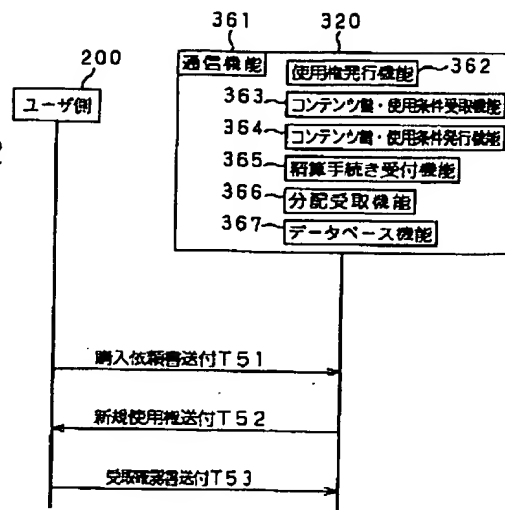 361 320
200 通信機能
使用権発行機能 362
ユーザ側 363 コンテンツ鍵・使用条件受取機能
364 コンテンツ鍵・使用条件発行機能
365 精算手続き受付機能
366 分配受取機能
367 データベース機能
購入依頼書送付T51
新規使用権送付T52
受取確認書送付T53